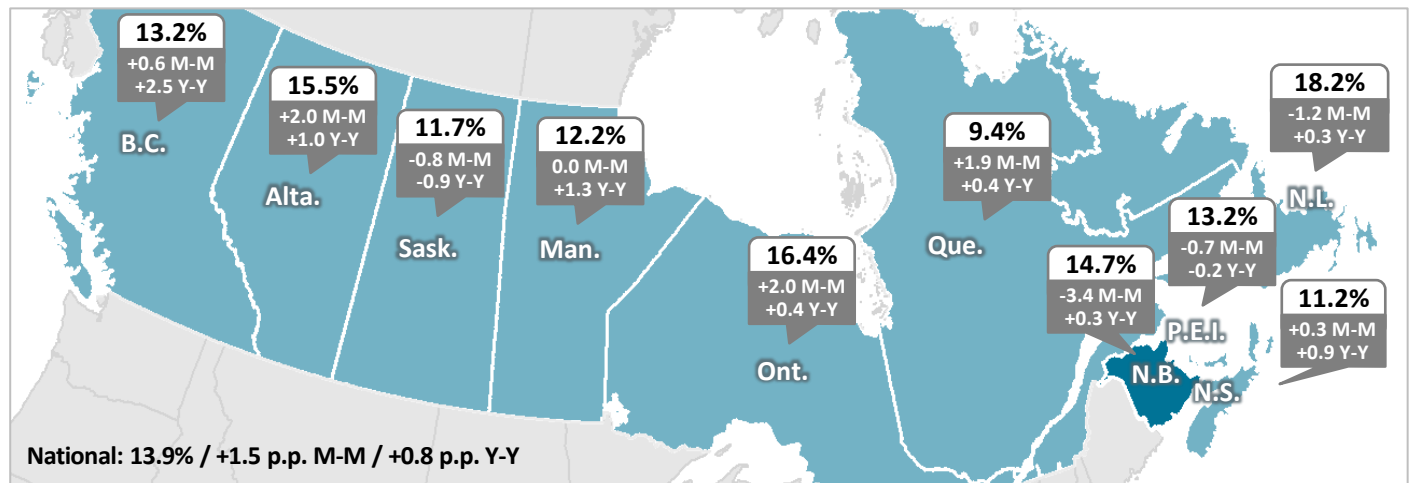 13.2%
+0.6 M-M
+2.5 Y-Y
B.C.
15.5%
+2.0 M-M
+1.0 Y-Y
Alta.
11.7%
-0.8 M-M
-0.9 Y-Y
Sask.
12.2%
0.0 M-M
+1.3 Y-Y
Man.
16.4%
+2.0 M-M
+0.4 Y-Y
Ont.
9.4%
+1.9 M-M
+0.4 Y-Y
Que.
18.2%
-1.2 M-M
+0.3 Y-Y
N.L.
13.2%
-0.7 M-M
-0.2 Y-Y
P.E.I.
14.7%
-3.4 M-M
+0.3 Y-Y
N.B.
11.2%
+0.3 M-M
+0.9 Y-Y
N.S.
National: 13.9% / +1.5 p.p. M-M / +0.8 p.p. Y-Y